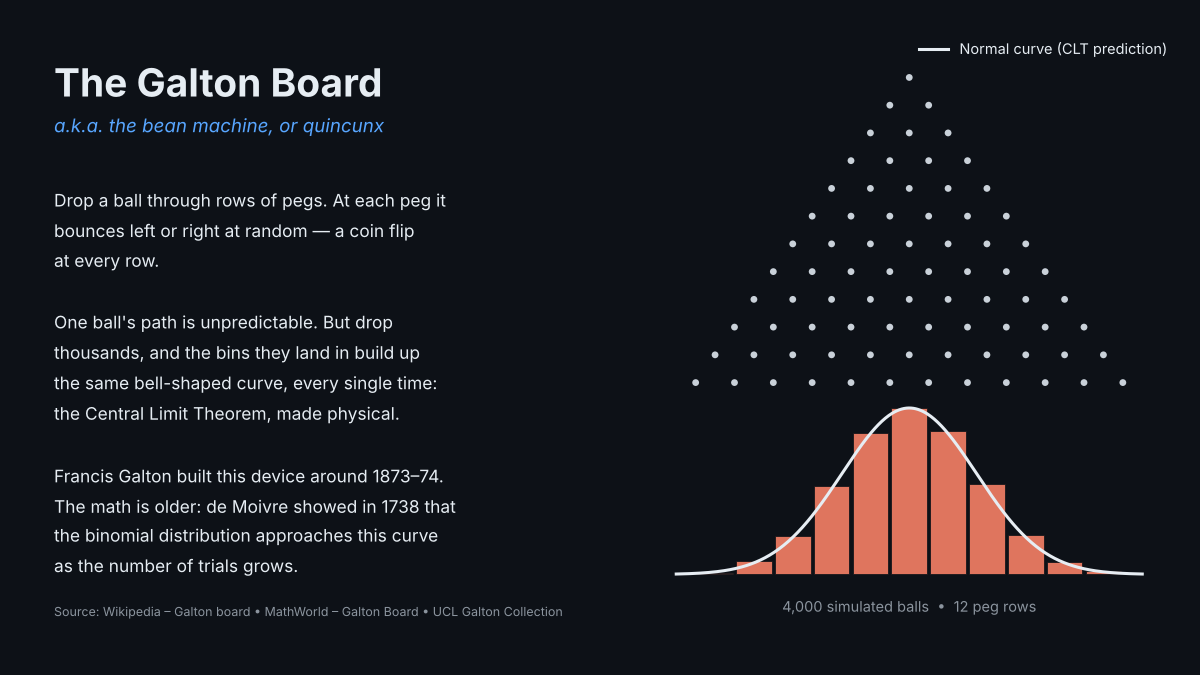 The Galton Board
a.k.a. the bean machine, or quincunx
Drop a ball through rows of pegs. At each peg it
bounces left or right at random — a coin flip
at every row.
One ball's path is unpredictable. But drop
thousands, and the bins they land in build up
the same bell-shaped curve, every single time:
the Central Limit Theorem, made physical.
Francis Galton built this device around 1873–74.
The math is older: de Moivre showed in 1738 that
the binomial distribution approaches this curve
as the number of trials grows.
Source: Wikipedia – Galton board • MathWorld – Galton Board • UCL Galton Collection
Normal curve (CLT prediction)
4,000 simulated balls • 12 peg rows